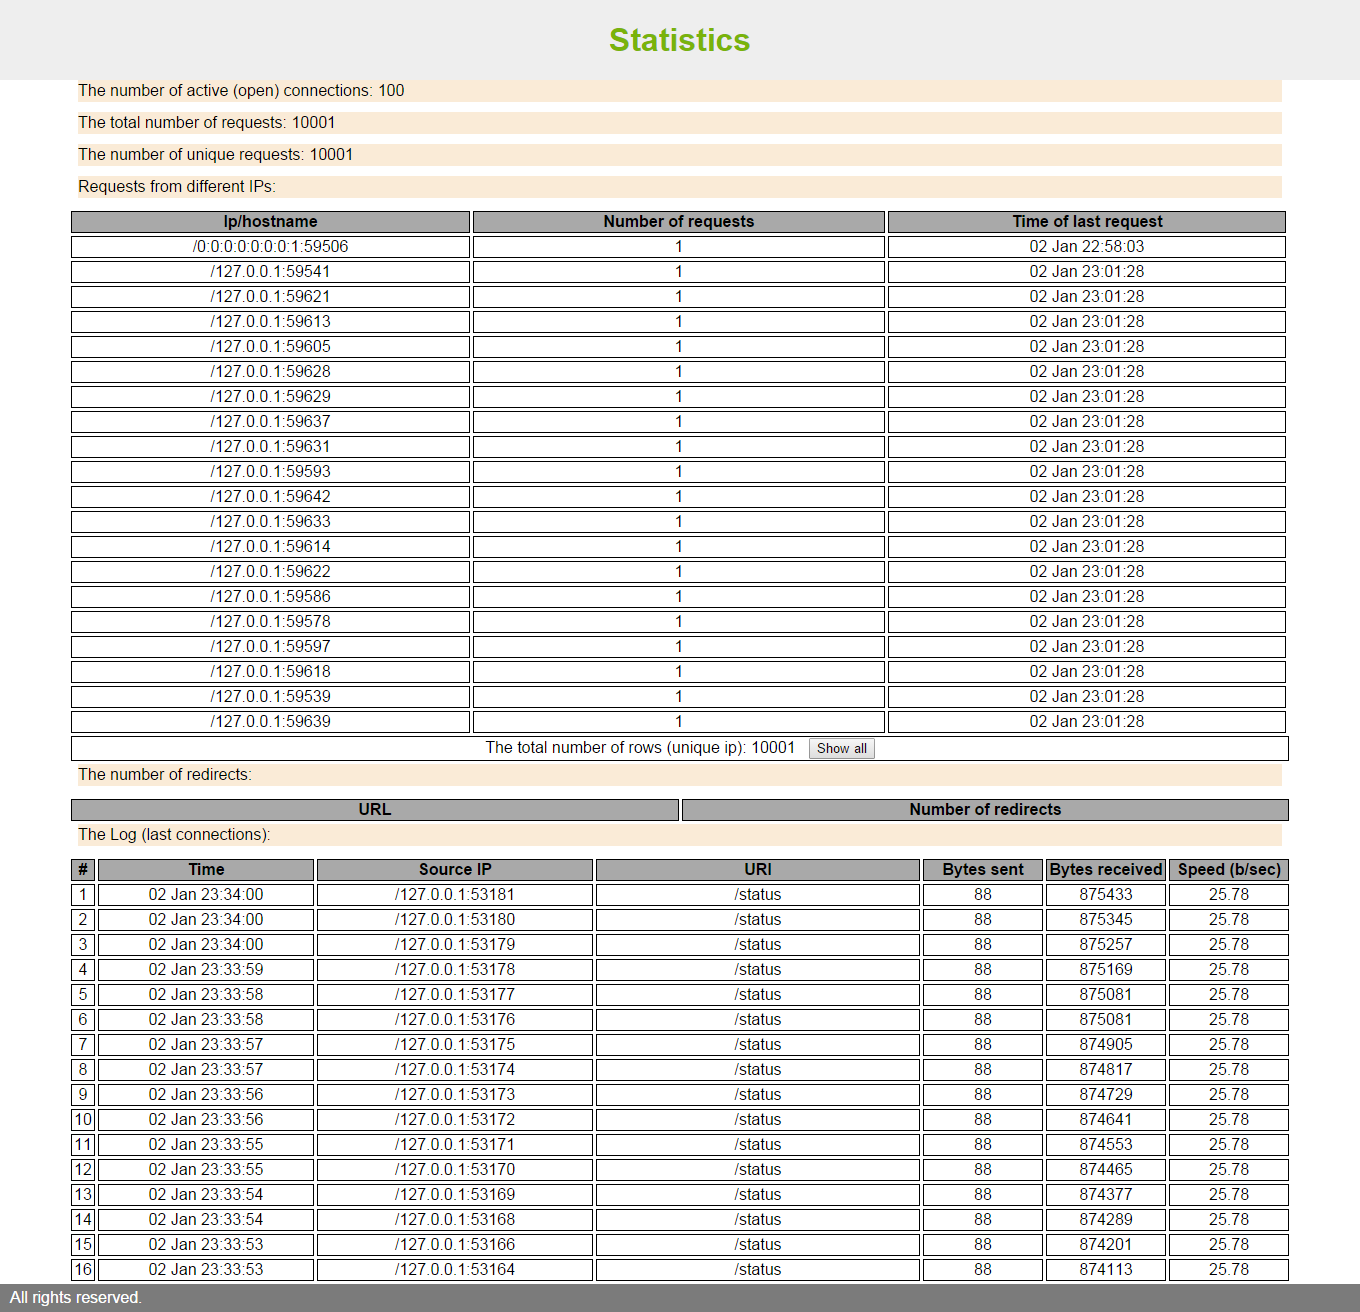 Statistics
The number of active (open) connections: 100
The total number of requests: 10001
The number of unique requests: 10001
Requests from different IPs:
Ip/hostname Number of requests Time of last request
/0:0:0:0:0:0:0:1:59506 1 02 Jan 22:58:03
/127.0.0.1:59541 1 02 Jan 23:01:28
/127.0.0.1:59621 1 02 Jan 23:01:28
/127.0.0.1:59613 1 02 Jan 23:01:28
/127.0.0.1:59605 1 02 Jan 23:01:28
/127.0.0.1:59628 1 02 Jan 23:01:28
/127.0.0.1:59629 1 02 Jan 23:01:28
/127.0.0.1:59637 1 02 Jan 23:01:28
/127.0.0.1:59631 1 02 Jan 23:01:28
/127.0.0.1:59593 1 02 Jan 23:01:28
/127.0.0.1:59642 1 02 Jan 23:01:28
/127.0.0.1:59633 1 02 Jan 23:01:28
/127.0.0.1:59614 1 02 Jan 23:01:28
/127.0.0.1:59622 1 02 Jan 23:01:28
/127.0.0.1:59586 1 02 Jan 23:01:28
/127.0.0.1:59578 1 02 Jan 23:01:28
/127.0.0.1:59597 1 02 Jan 23:01:28
/127.0.0.1:59618 1 02 Jan 23:01:28
/127.0.0.1:59539 1 02 Jan 23:01:28
/127.0.0.1:59639 1 02 Jan 23:01:28
The total number of rows (unique ip): 10001 Show all
The number of redirects:
URL Number of redirects
The Log (last connections):
# Time Source IP URI Bytes sent Bytes received Speed (b/sec)
1 02 Jan 23:34:00 /127.0.0.1:53181 /status 88 875433 25.78
2 02 Jan 23:34:00 /127.0.0.1:53180 /status 88 875345 25.78
3 02 Jan 23:34:00 /127.0.0.1:53179 /status 88 875257 25.78
4 02 Jan 23:33:59 /127.0.0.1:53178 /status 88 875169 25.78
5 02 Jan 23:33:58 /127.0.0.1:53177 /status 88 875081 25.78
6 02 Jan 23:33:58 /127.0.0.1:53176 /status 88 875081 25.78
7 02 Jan 23:33:57 /127.0.0.1:53175 /status 88 874905 25.78
8 02 Jan 23:33:57 /127.0.0.1:53174 /status 88 874817 25.78
9 02 Jan 23:33:56 /127.0.0.1:53173 /status 88 874729 25.78
10 02 Jan 23:33:56 /127.0.0.1:53172 /status 88 874641 25.78
11 02 Jan 23:33:55 /127.0.0.1:53171 /status 88 874553 25.78
12 02 Jan 23:33:55 /127.0.0.1:53170 /status 88 874465 25.78
13 02 Jan 23:33:54 /127.0.0.1:53169 /status 88 874377 25.78
14 02 Jan 23:33:54 /127.0.0.1:53168 /status 88 874289 25.78
15 02 Jan 23:33:53 /127.0.0.1:53166 /status 88 874201 25.78
16 02 Jan 23:33:53 /127.0.0.1:53164 /status 88 874113 25.78
All rights reserved.